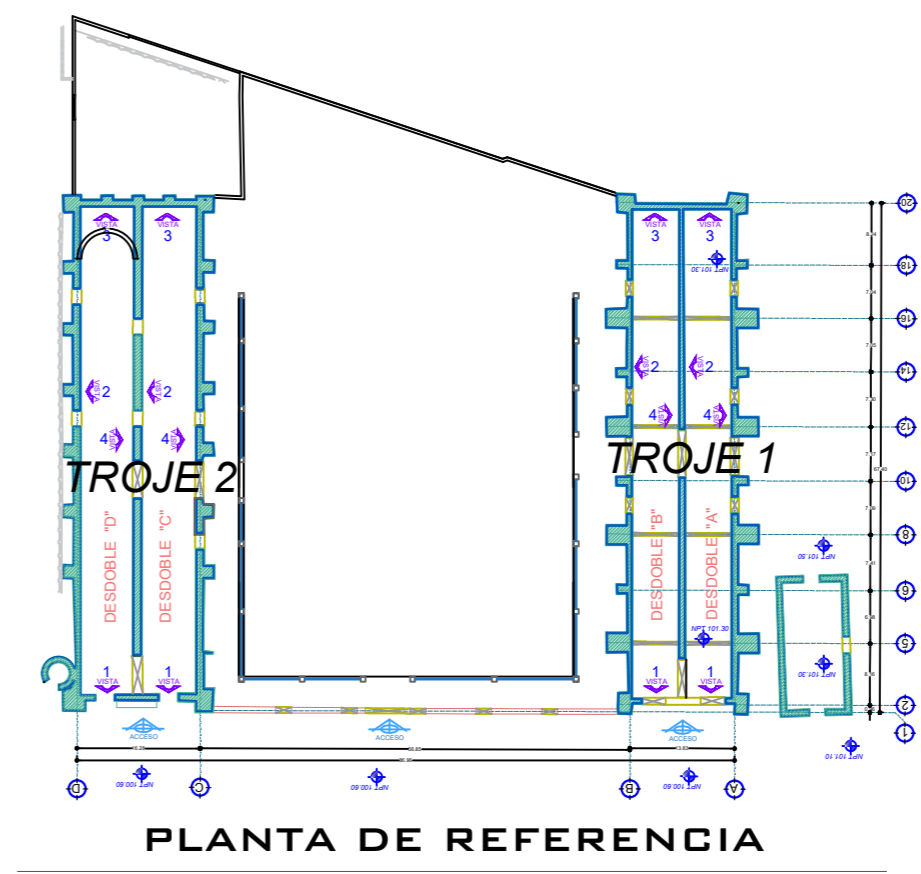 VISTA
3
VISTA
3
VISTA
3
VISTA
3
NPT 101.30
20
18
16
14
12
10
8
6
5
2
1
VISTA
2
VISTA
2
VISTA
2
VISTA
2
4
VISTA
4
VISTA
4
VISTA
4
VISTA
TROJE 2
TROJE 1
67.40
DESDOBLE "D"
DESDOBLE "C"
DESDOBLE "B"
DESDOBLE "A"
NPT 101.50
NPT 101.30
NPT 101.30
1
VISTA
1
VISTA
1
VISTA
1
VISTA
ACCESO
ACCESO
ACCESO
NPT 101.10
NPT 100.60
NPT 100.60
NPT 100.60
D
C
B
A
PLANTA DE REFERENCIA